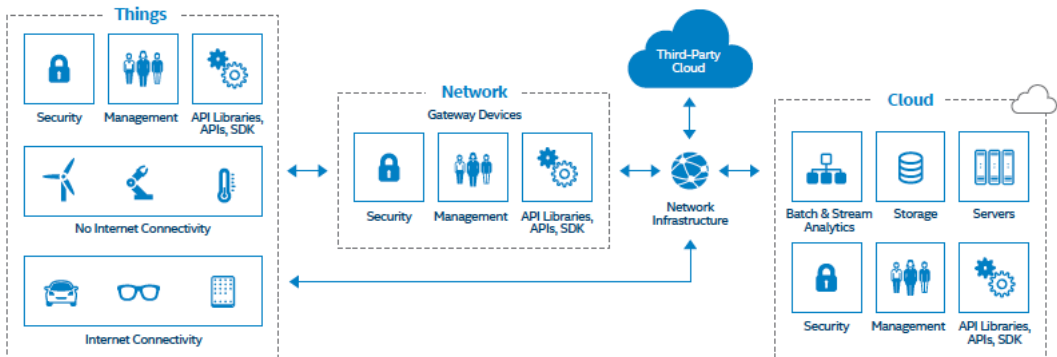 Things
Security
Management
API Libraries,
APIs, SDK
No Internet Connectivity
Internet Connectivity
Network
Gateway Devices
Security
Management
API Libraries,
APIs, SDK
Third-Party
Cloud
Network
Infrastructure
Cloud
Batch & Stream
Analytics
Storage
Servers
Security
Management
API Libraries,
APIs, SDK